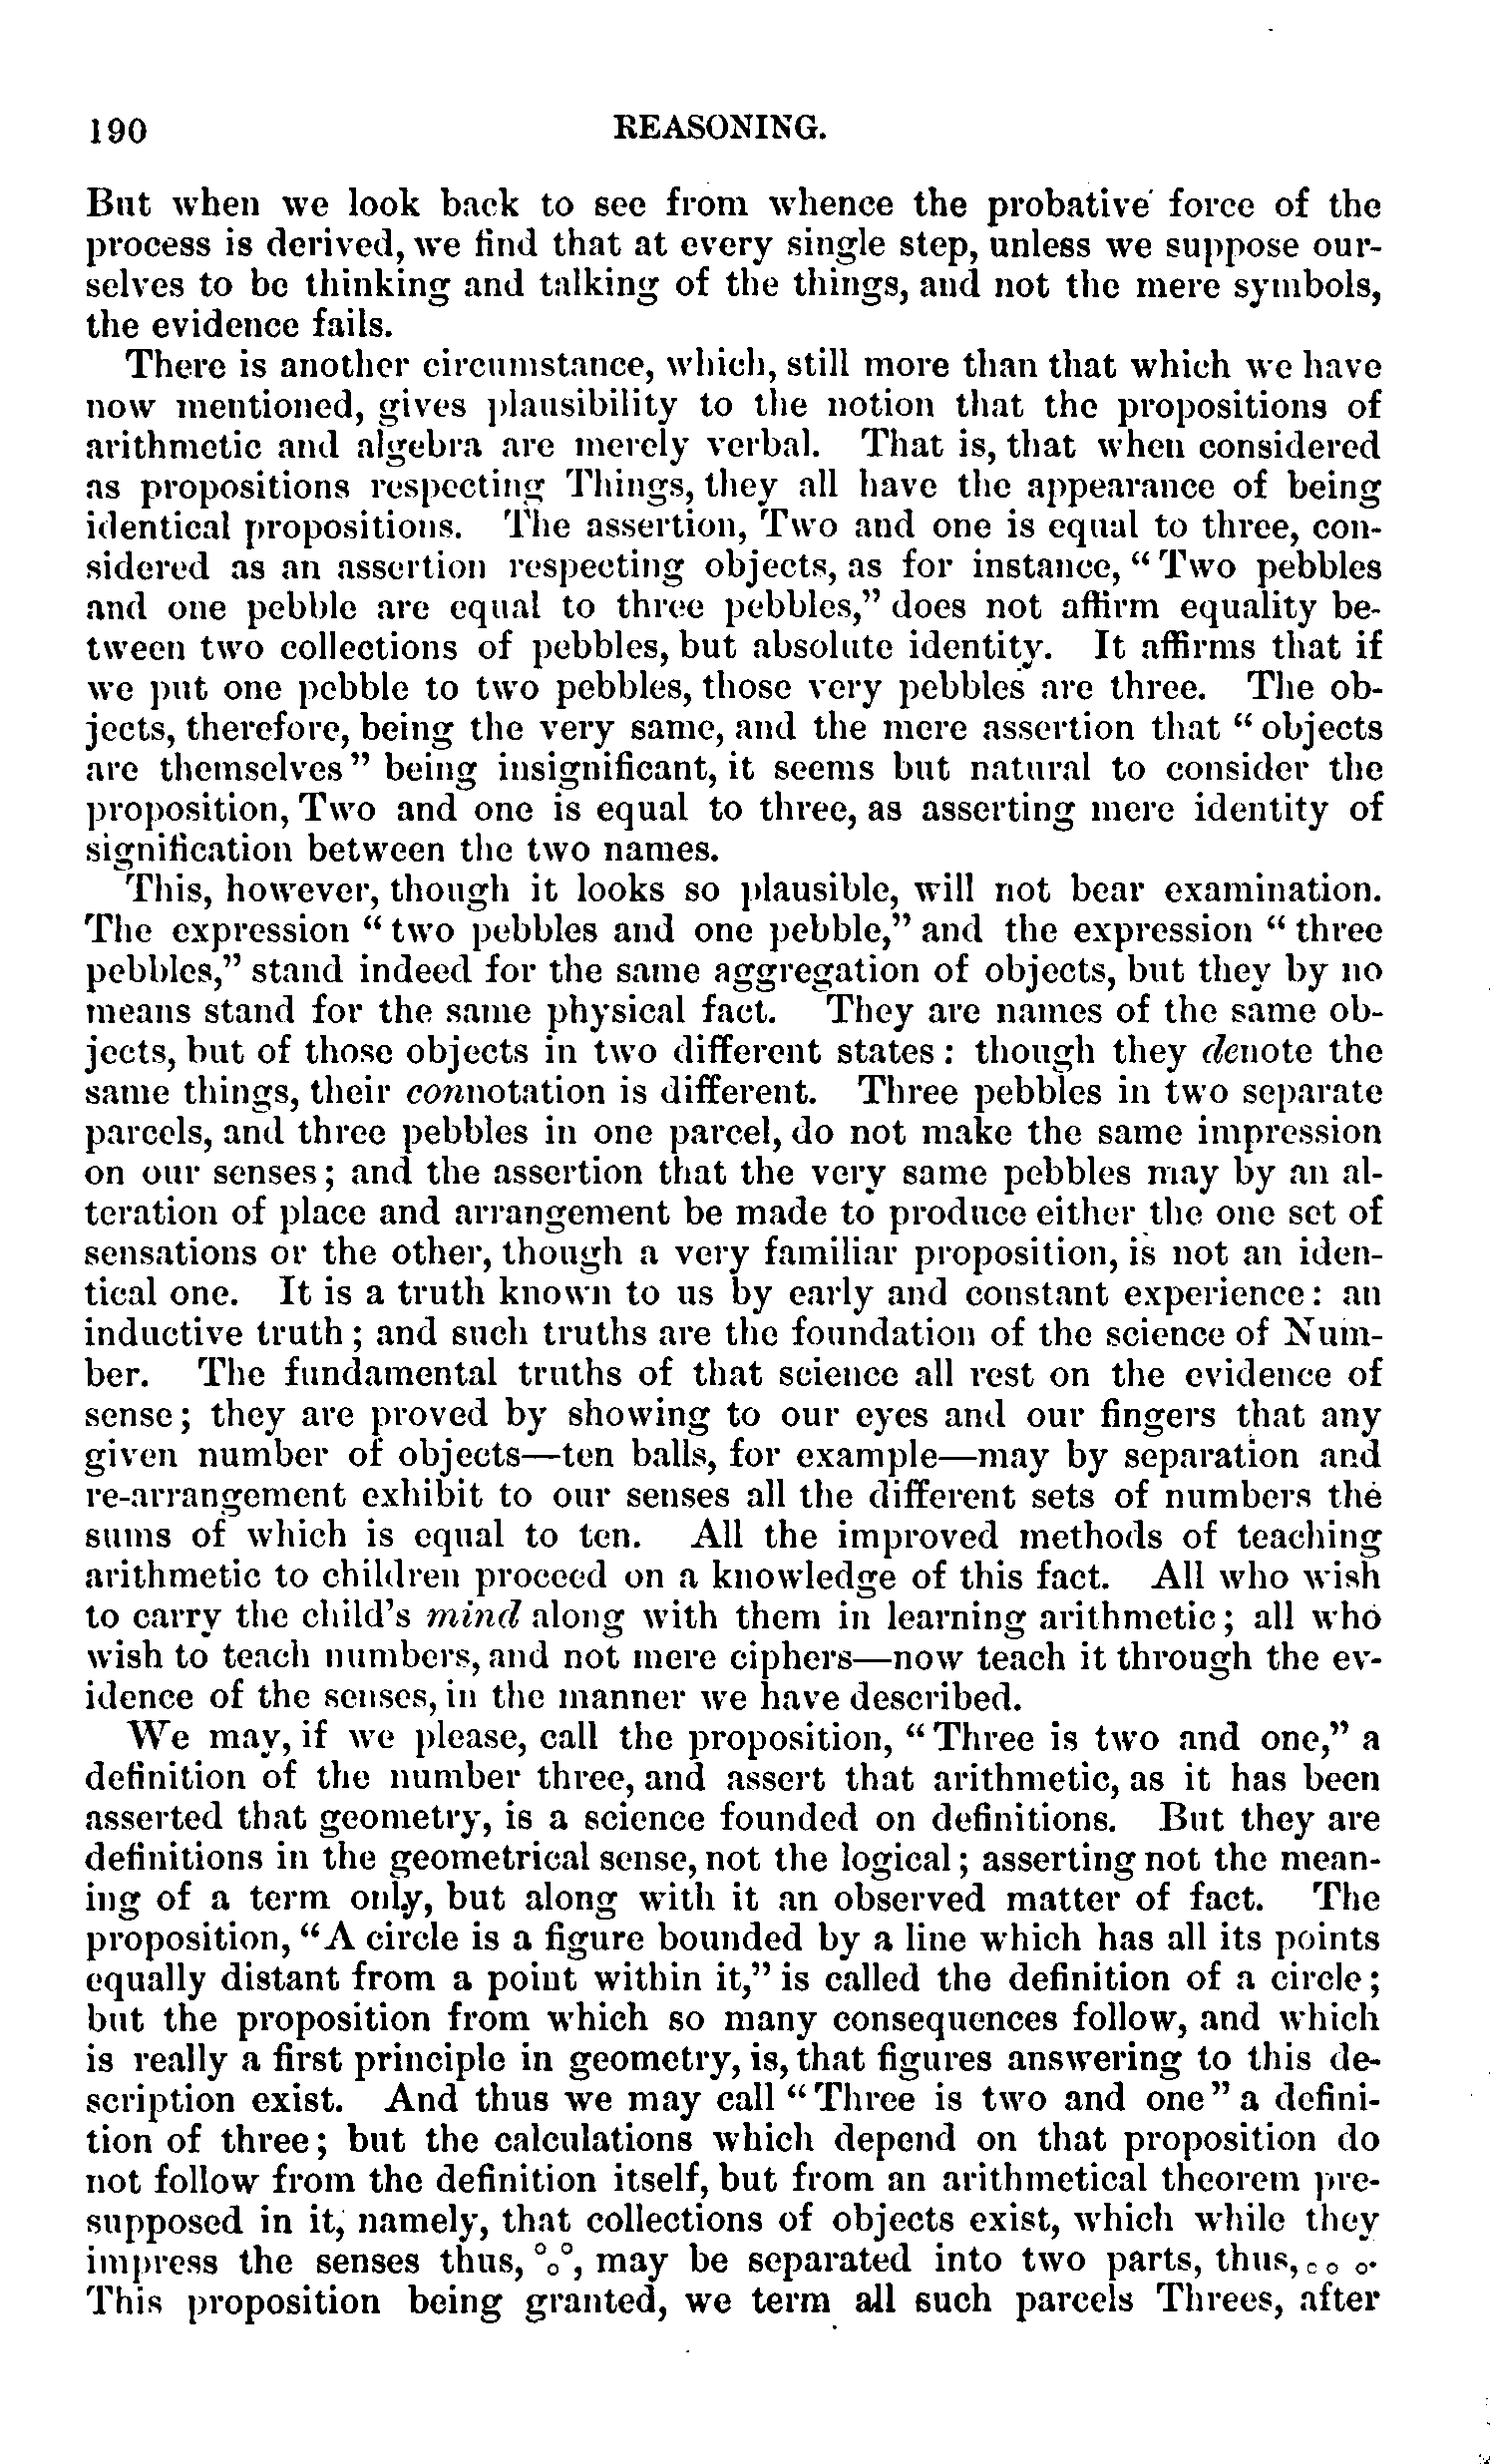 190 REASONING.
But when we look back to see from whence the probative force of the
process is derived, we find that at every single step, unless we suppose our-
selves to be thinking and talking of the things, and not the mere symbols,
the evidence fails.
There is another circumstance, which, still more than that which we have
now mentioned, gives plausibility to the notion that the propositions of
arithmetic and algebra are merely verbal. That is, that when considered
as propositions respecting Things, they all have the appearance of being
identical propositions. The assertion, Two and one is equal to three, con-
sidered as an assertion respecting objects, as for instance, “Two pebbles
and one pebble are equal to three pebbles,” does not affirm equality be-
tween two collections of pebbles, but absolute identity. It affirms that if
we put one pebble to two pebbles, those very pebbles are three. The ob-
jects, therefore, being the very same, and the mere assertion that “objects
are themselves” being insignificant, it seems but natural to consider the
proposition, Two and one is equal to three, as asserting mere identity of
signification between the two names.
This, however, though it looks so plausible, will not bear examination.
The expression “two pebbles and one pebble,” and the expression “three
pebbles,” stand indeed for the same aggregation of objects, but they by no
means stand for the same physical fact. They are names of the same ob-
jects, but of those objects in two different states: though they denote the
same things, their connotation is different. Three pebbles in two separate
parcels, and three pebbles in one parcel, do not make the same impression
on our senses; and the assertion that the very same pebbles may by an al-
teration of place and arrangement be made to produce either the one set of
sensations or the other, though a very familiar proposition, is not an iden-
tical one. It is a truth known to us by early and constant experience: an
inductive truth; and such truths are the foundation of the science of Num-
ber. The fundamental truths of that science all rest on the evidence of
sense; they are proved by showing to our eyes and our fingers that any
given number of objects—ten balls, for example—may by separation and
re-arrangement exhibit to our senses all the different sets of numbers the
sums of which is equal to ten. All the improved methods of teaching
arithmetic to children proceed on a knowledge of this fact. All who wish
to carry the child's mind along with them in learning arithmetic; all who
wish to teach numbers, and not mere ciphers—now teach it through the ev-
idence of the senses, in the manner we have described.
We may, if we please, call the proposition, “Three is two and one,” a
definition of the number three, and assert that arithmetic, as it has been
asserted that geometry, is a science founded on definitions. But they are
definitions in the geometrical sense, not the logical; asserting not the mean-
ing of a term only, but along with it an observed matter of fact. The
proposition, “A circle is a figure bounded by a line which has all its points
equally distant from a point within it,” is called the definition of a circle;
but the proposition from which so many consequences follow, and which
is really a first principle in geometry, is, that figures answering to this de-
scription exist. And thus we may call “Three is two and one” a defini-
tion of three; but the calculations which depend on that proposition do
not follow from the definition itself, but from an arithmetical theorem pre-
supposed in it, namely, that collections of objects exist, which while they
impress the senses thus, °o°, may be separated into two parts, thus, o o o.
This proposition being granted, we term all such parcels Threes, after